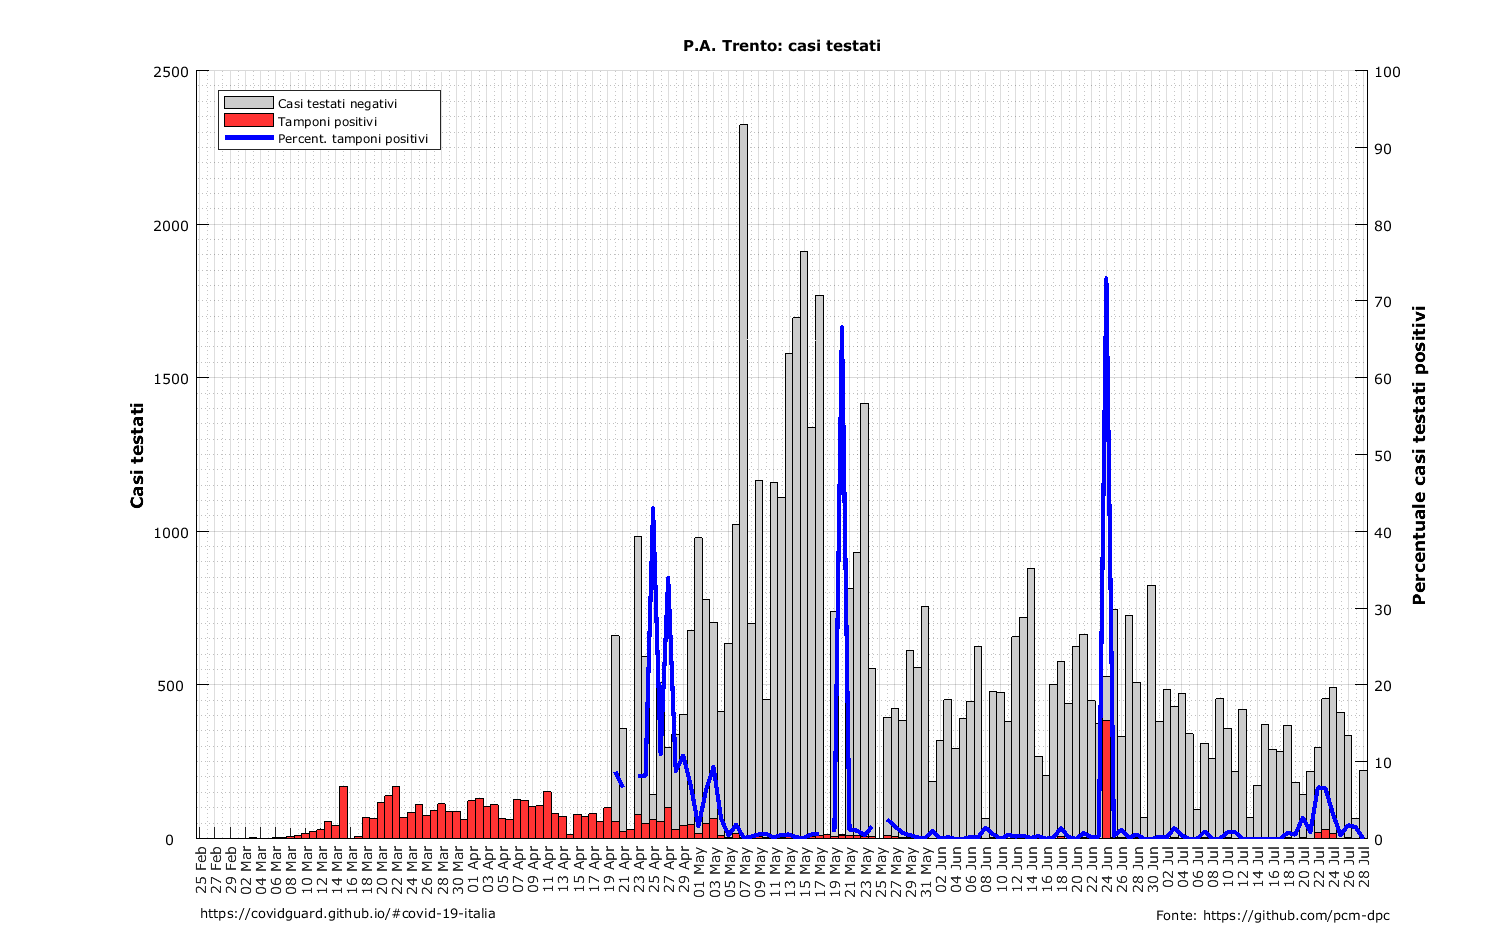 P.A. Trento: casi testati
2500
2000
1500
1000
500
0
100
90
80
70
60
50
40
30
20
10
0
Casi testati negativi
Tamponi positivi
Percent. tamponi positivi
Casi testati
Percentuale casi testati positivi
25 Feb
27 Feb
29 Feb
02 Mar
04 Mar
06 Mar
08 Mar
10 Mar
12 Mar
14 Mar
16 Mar
18 Mar
20 Mar
22 Mar
24 Mar
26 Mar
28 Mar
30 Mar
01 Apr
03 Apr
05 Apr
07 Apr
09 Apr
11 Apr
13 Apr
15 Apr
17 Apr
19 Apr
21 Apr
23 Apr
25 Apr
27 Apr
29 Apr
01 May
03 May
05 May
07 May
09 May
11 May
13 May
15 May
17 May
19 May
21 May
23 May
25 May
27 May
29 May
31 May
02 Jun
04 Jun
06 Jun
08 Jun
10 Jun
12 Jun
14 Jun
16 Jun
18 Jun
20 Jun
22 Jun
24 Jun
26 Jun
28 Jun
30 Jun
02 Jul
04 Jul
06 Jul
08 Jul
10 Jul
12 Jul
14 Jul
16 Jul
18 Jul
20 Jul
22 Jul
24 Jul
26 Jul
28 Jul
https://covidguard.github.io/#covid-19-italia
Fonte: https://github.com/pcm-dpc